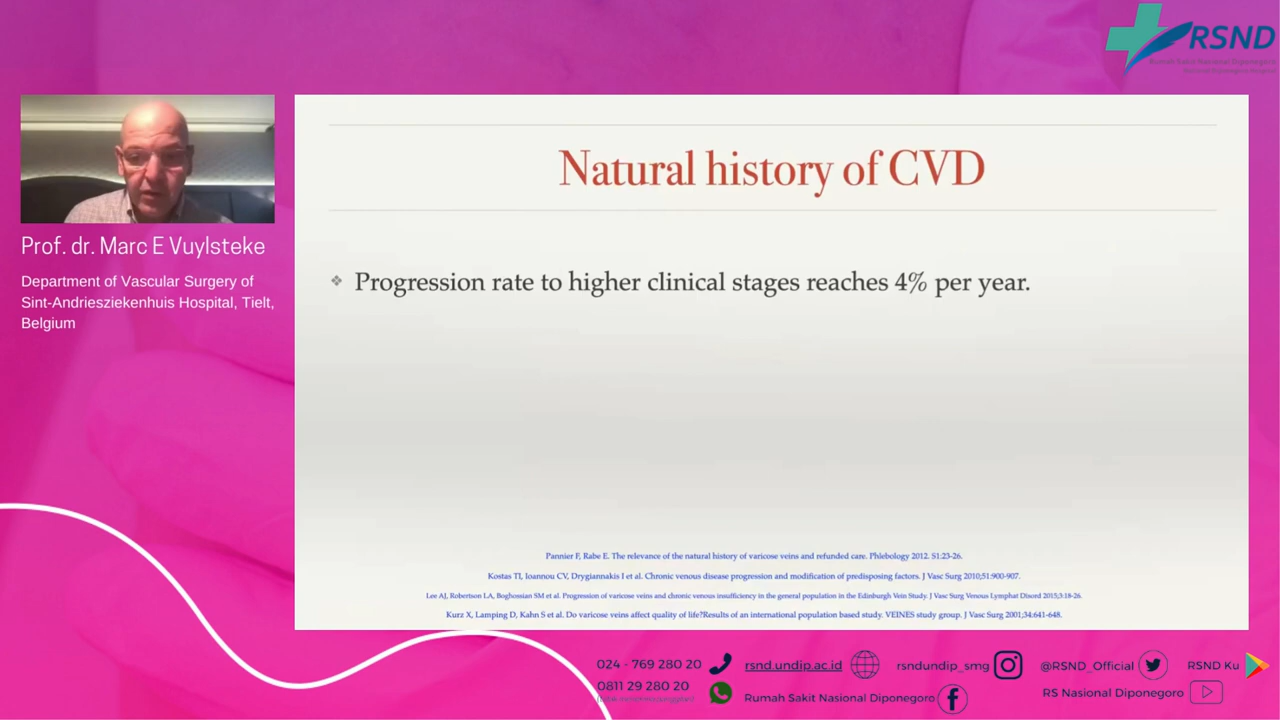 RSND
Rumah Sakit Nasional Diponegoro
Prof. dr. Marc E Vuylsteke
Department of Vascular Surgery of
Sint-Andriesziekenhuis Hospital, Tielt,
Belgium
Natural history of CVD
❖ Progression rate to higher clinical stages reaches 4% per year.
Pannier F, Rabe E. The relevance of the natural history of varicose veins and refunded care. Phlebology 2012. S1:23-26.
Kostas TI, Ioannou CV, Drygiannakis I et al. Chronic venous disease progression and modification of predisposing factors. J Vasc Surg 2010;51:900-907.
Lee AJ, Robertson LA, Boghossian SM et al. Progression of varicose veins and chronic venous insufficiency in the general population in the Edinburgh Vein Study. J Vasc Surg Venous Lymphat Disord 2015;3:18-26.
Kurz X, Lamping D, Kahn S et al. Do varicose veins affect quality of life?Results of an international population based study. VEINES study group. J Vasc Surg 2001;34:641-648.
024 - 769 280 20
rsnd.undip.ac.id
rsndundip_smg
@RSND_Official
RSND Ku
0811 29 280 20
Rumah Sakit Nasional Diponegoro
RS Nasional Diponegoro